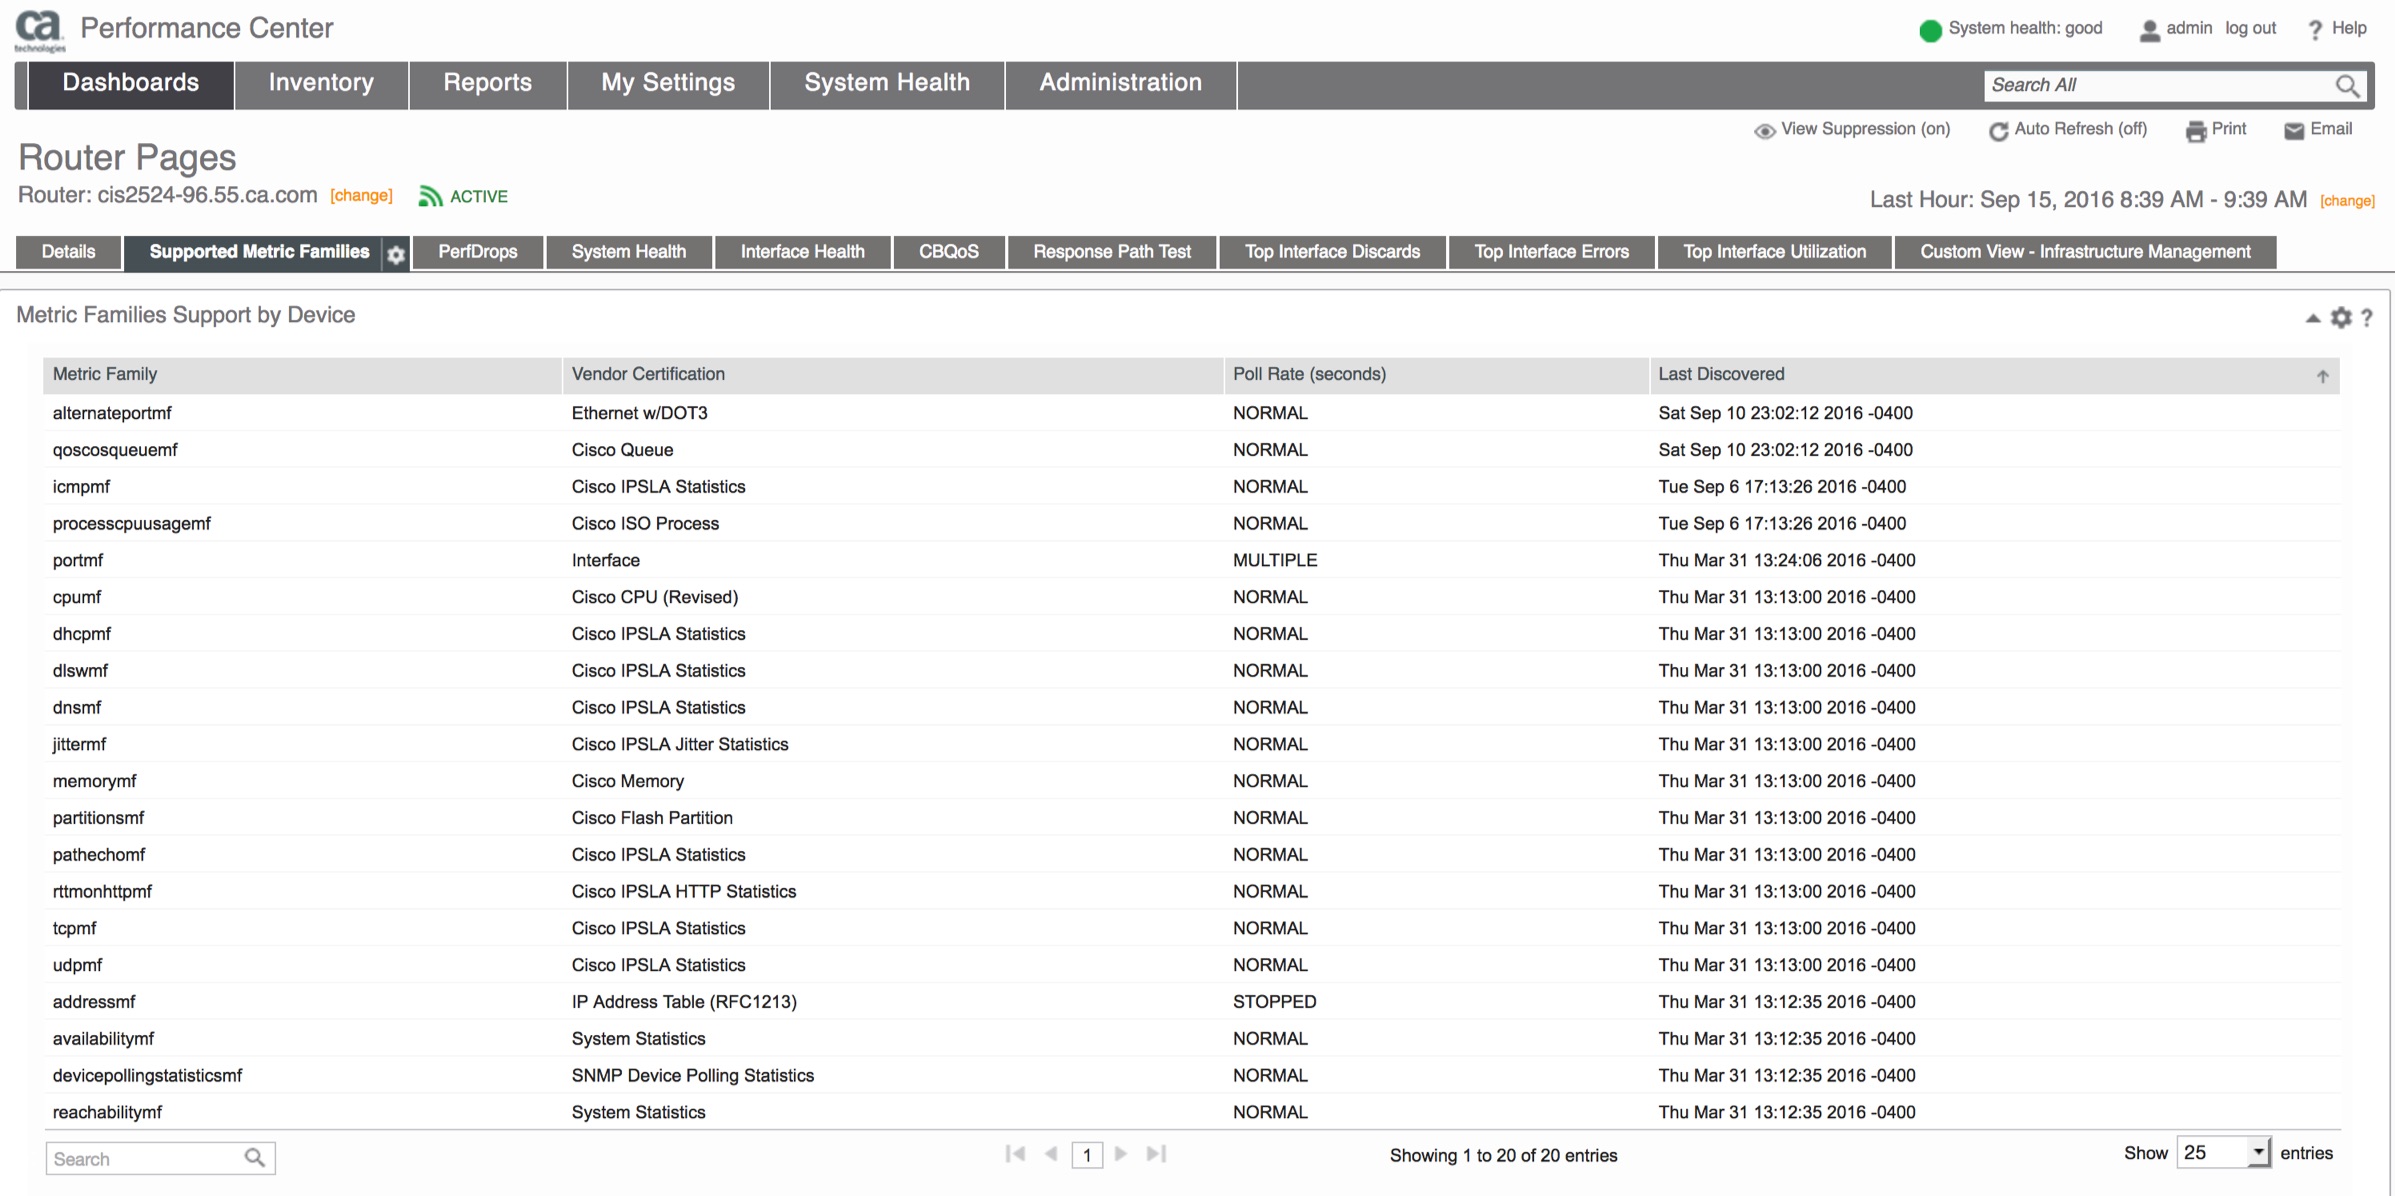 ca technologies Performance Center
System health: good admin log out ? Help
Dashboards Inventory Reports My Settings System Health Administration Search All
View Suppression (on) Auto Refresh (off) Print Email
Router Pages
Router: cis2524-96.55.ca.com [change] ACTIVE
Last Hour: Sep 15, 2016 8:39 AM - 9:39 AM [change]
Details Supported Metric Families PerfDrops System Health Interface Health CBQoS Response Path Test Top Interface Discards Top Interface Errors Top Interface Utilization Custom View - Infrastructure Management
Metric Families Support by Device ?
Metric Family Vendor Certification Poll Rate (seconds) Last Discovered
alternateportmf Ethernet w/DOT3 NORMAL Sat Sep 10 23:02:12 2016 -0400
qoscosqueuemf Cisco Queue NORMAL Sat Sep 10 23:02:12 2016 -0400
icmpmf Cisco IPSLA Statistics NORMAL Tue Sep 6 17:13:26 2016 -0400
processcpuusagemf Cisco ISO Process NORMAL Tue Sep 6 17:13:26 2016 -0400
portmf Interface MULTIPLE Thu Mar 31 13:24:06 2016 -0400
cpumf Cisco CPU (Revised) NORMAL Thu Mar 31 13:13:00 2016 -0400
dhcpmf Cisco IPSLA Statistics NORMAL Thu Mar 31 13:13:00 2016 -0400
dlswmf Cisco IPSLA Statistics NORMAL Thu Mar 31 13:13:00 2016 -0400
dnsmf Cisco IPSLA Statistics NORMAL Thu Mar 31 13:13:00 2016 -0400
jittermf Cisco IPSLA Jitter Statistics NORMAL Thu Mar 31 13:13:00 2016 -0400
memorymf Cisco Memory NORMAL Thu Mar 31 13:13:00 2016 -0400
partitionsmf Cisco Flash Partition NORMAL Thu Mar 31 13:13:00 2016 -0400
pathechomf Cisco IPSLA Statistics NORMAL Thu Mar 31 13:13:00 2016 -0400
rttmonhttpmf Cisco IPSLA HTTP Statistics NORMAL Thu Mar 31 13:13:00 2016 -0400
tcpmf Cisco IPSLA Statistics NORMAL Thu Mar 31 13:13:00 2016 -0400
udpmf Cisco IPSLA Statistics NORMAL Thu Mar 31 13:13:00 2016 -0400
addressmf IP Address Table (RFC1213) STOPPED Thu Mar 31 13:12:35 2016 -0400
availabilitymf System Statistics NORMAL Thu Mar 31 13:12:35 2016 -0400
devicepollingstatisticsmf SNMP Device Polling Statistics NORMAL Thu Mar 31 13:12:35 2016 -0400
reachabilitymf System Statistics NORMAL Thu Mar 31 13:12:35 2016 -0400
Search 1 Showing 1 to 20 of 20 entries Show 25 entries